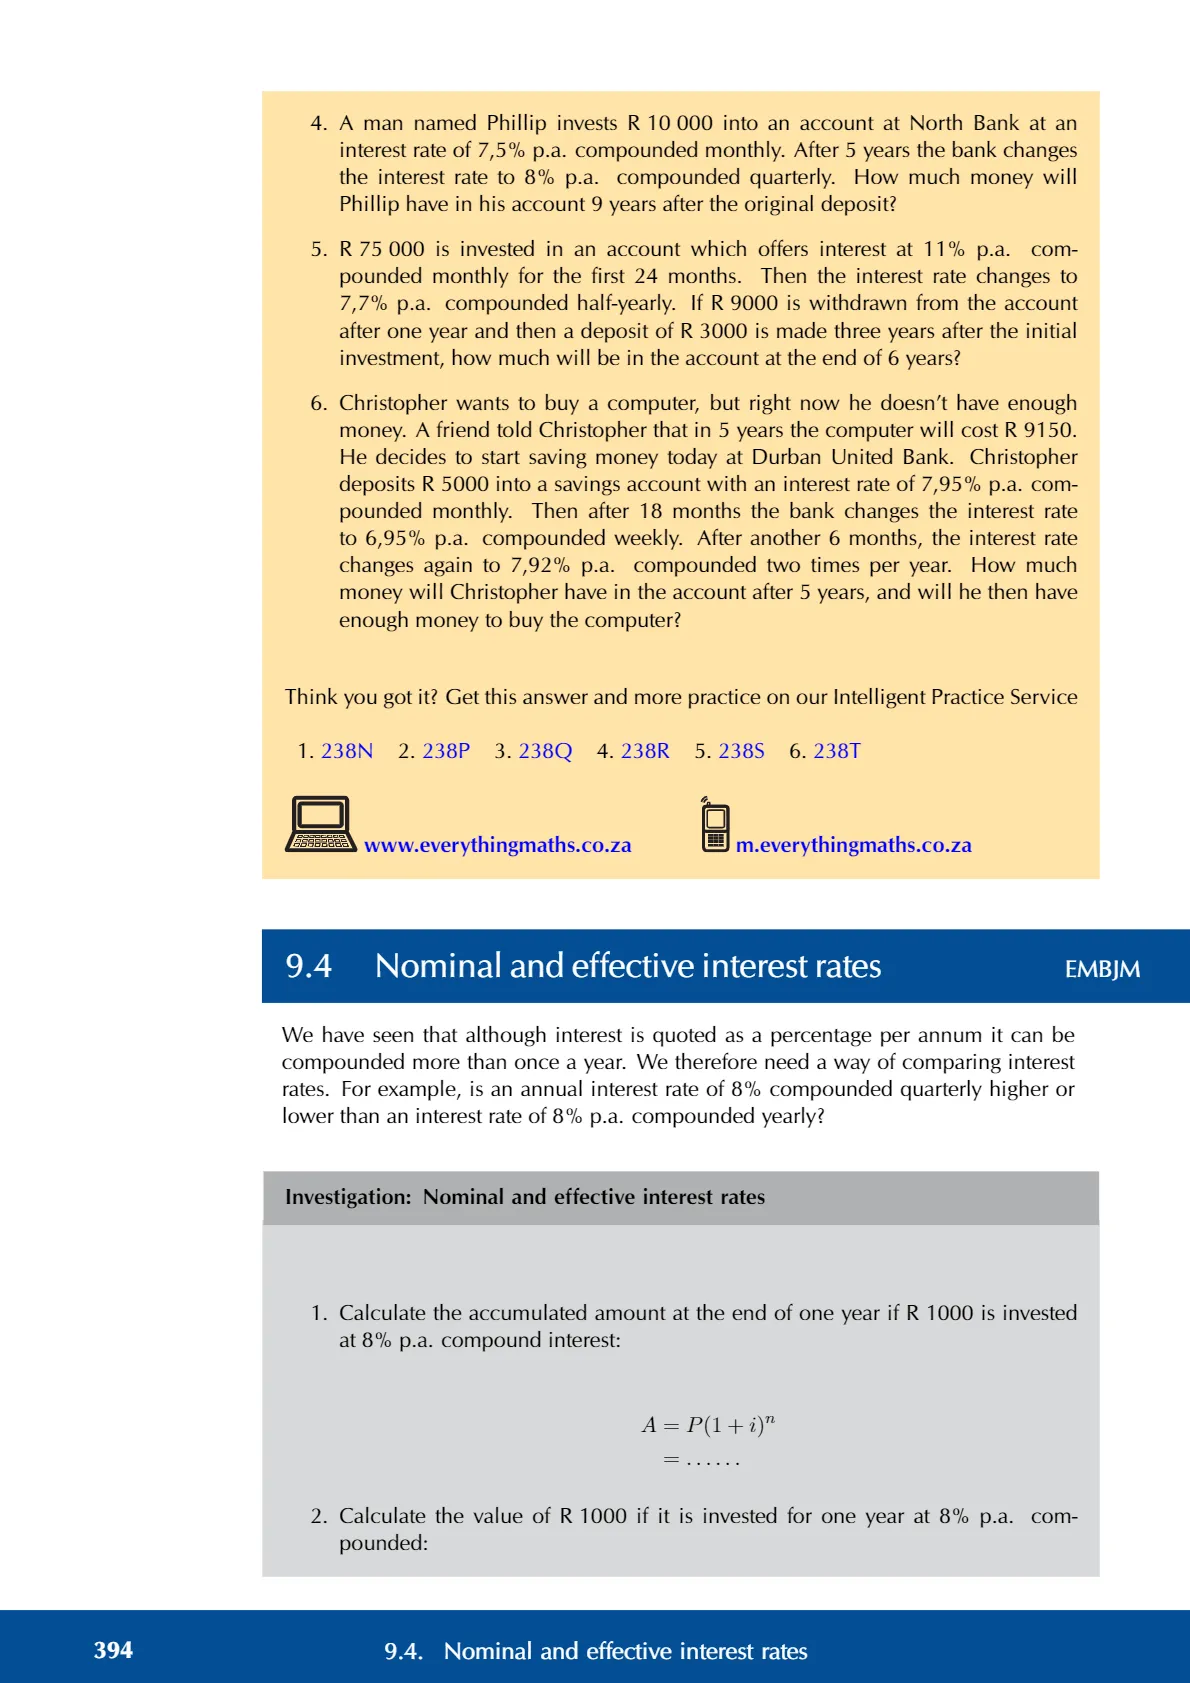 4. A man named Phillip invests R 10 000 into an account at North Bank at an
interest rate of 7,5% p.a. compounded monthly. After 5 years the bank changes
the interest rate to 8% p.a. compounded quarterly. How much money will
Phillip have in his account 9 years after the original deposit?
5. R 75 000 is invested in an account which offers interest at 11% p.a. com-
pounded monthly for the first 24 months. Then the interest rate changes to
7,7% p.a. compounded half-yearly. If R 9000 is withdrawn from the account
after one year and then a deposit of R 3000 is made three years after the initial
investment, how much will be in the account at the end of 6 years?
6. Christopher wants to buy a computer, but right now he doesn’t have enough
money. A friend told Christopher that in 5 years the computer will cost R 9150.
He decides to start saving money today at Durban United Bank. Christopher
deposits R 5000 into a savings account with an interest rate of 7,95% p.a. com-
pounded monthly. Then after 18 months the bank changes the interest rate
to 6,95% p.a. compounded weekly. After another 6 months, the interest rate
changes again to 7,92% p.a. compounded two times per year. How much
money will Christopher have in the account after 5 years, and will he then have
enough money to buy the computer?
Think you got it? Get this answer and more practice on our Intelligent Practice Service
1. 238N 2. 238P 3. 238Q 4. 238R 5. 238S 6. 238T
www.everythingmaths.co.za m.everythingmaths.co.za
9.4 Nominal and effective interest rates EMBJM
We have seen that although interest is quoted as a percentage per annum it can be
compounded more than once a year. We therefore need a way of comparing interest
rates. For example, is an annual interest rate of 8% compounded quarterly higher or
lower than an interest rate of 8% p.a. compounded yearly?
Investigation: Nominal and effective interest rates
1. Calculate the accumulated amount at the end of one year if R 1000 is invested
at 8% p.a. compound interest:
A = P(1 + i)ⁿ
= . . . . . .
2. Calculate the value of R 1000 if it is invested for one year at 8% p.a. com-
pounded:
394 9.4. Nominal and effective interest rates